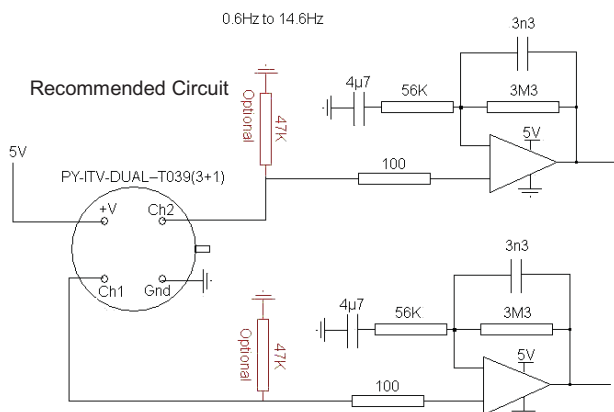 0.6Hz to 14.6Hz
3n3
Recommended Circuit
4µ7
56K
3M3
47K
Optional
5V
5V
PY-ITV-DUAL–T039(3+1)
100
+V
Ch2
3n3
Ch1
Gnd
4µ7
56K
3M3
47K
Optional
5V
100